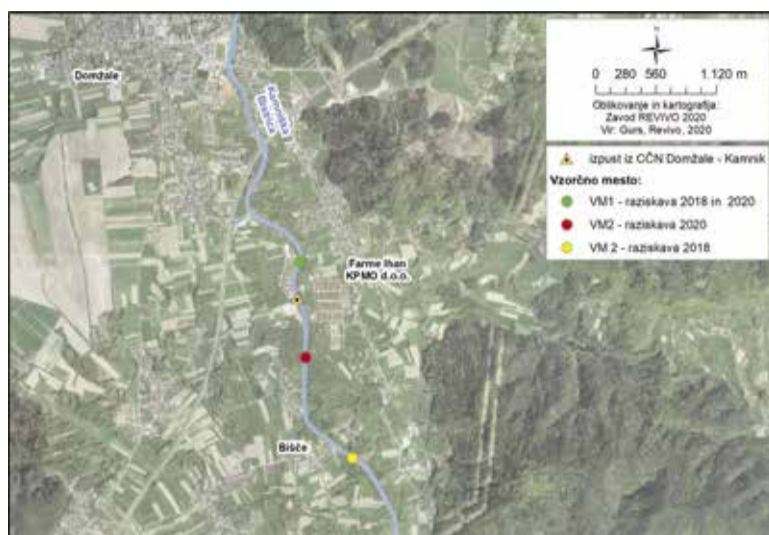 Domžale
Kamniška
Bistrica
Farme Ihan
KPMO d.o.o.
Bišče
N
0 280 560 1.120 m
Oblikovanje in kartografija:
Zavod REVIVO 2020
Vir: Gurs, Revivo, 2020
izpust iz CČN Domžale - Kamnik
Vzorčno mesto:
VM1 - raziskava 2018 in 2020
VM2 - raziskava 2020
VM 2 - raziskava 2018